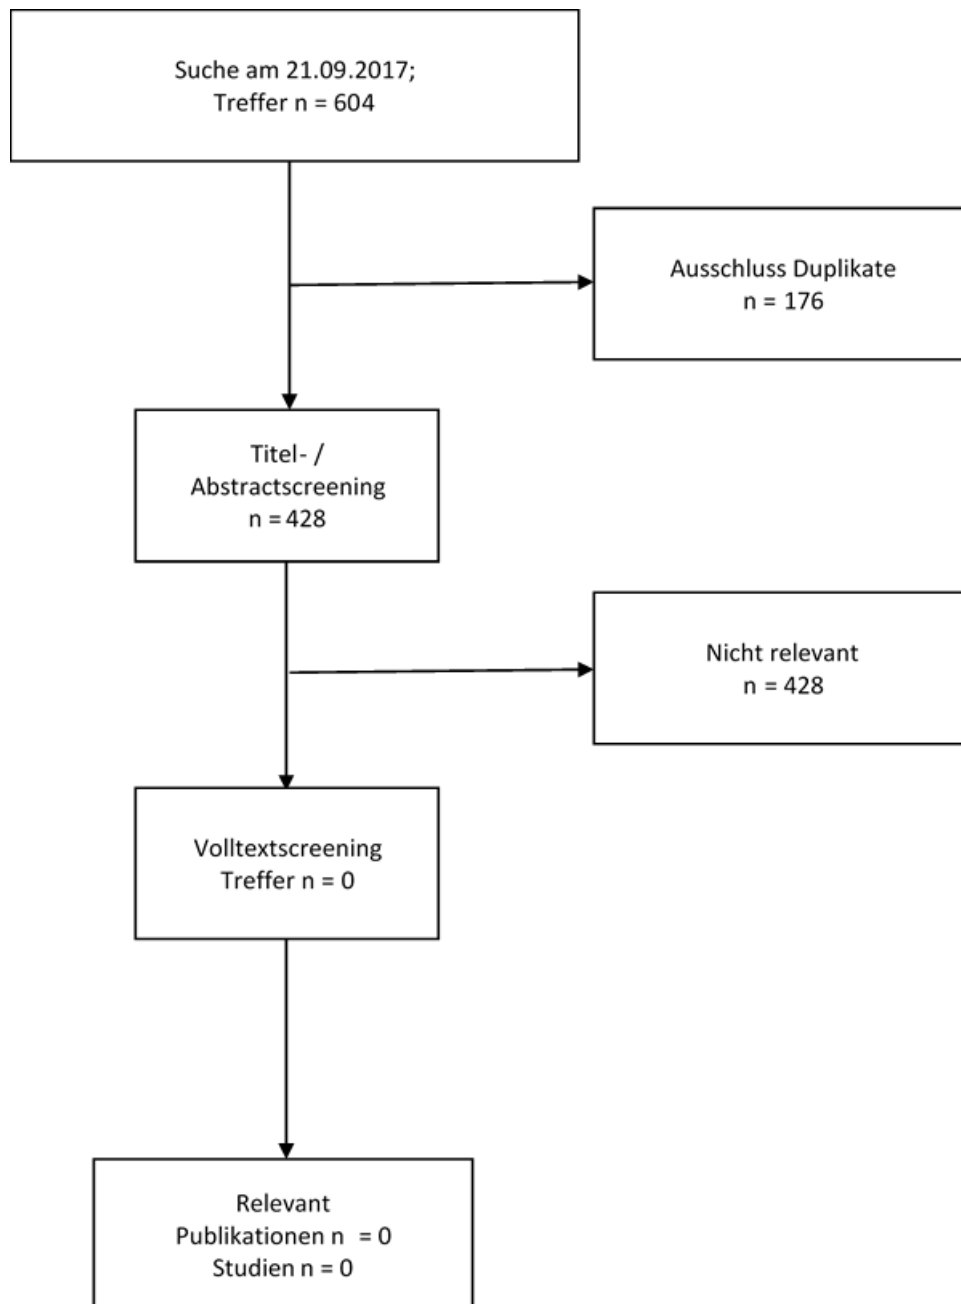 Suche am 21.09.2017;
Treffer n = 604
Ausschluss Duplikate
n = 176
Titel- /
Abstractscreening
n = 428
Nicht relevant
n = 428
Volltextscreening
Treffer n = 0
Relevant
Publikationen n = 0
Studien n = 0